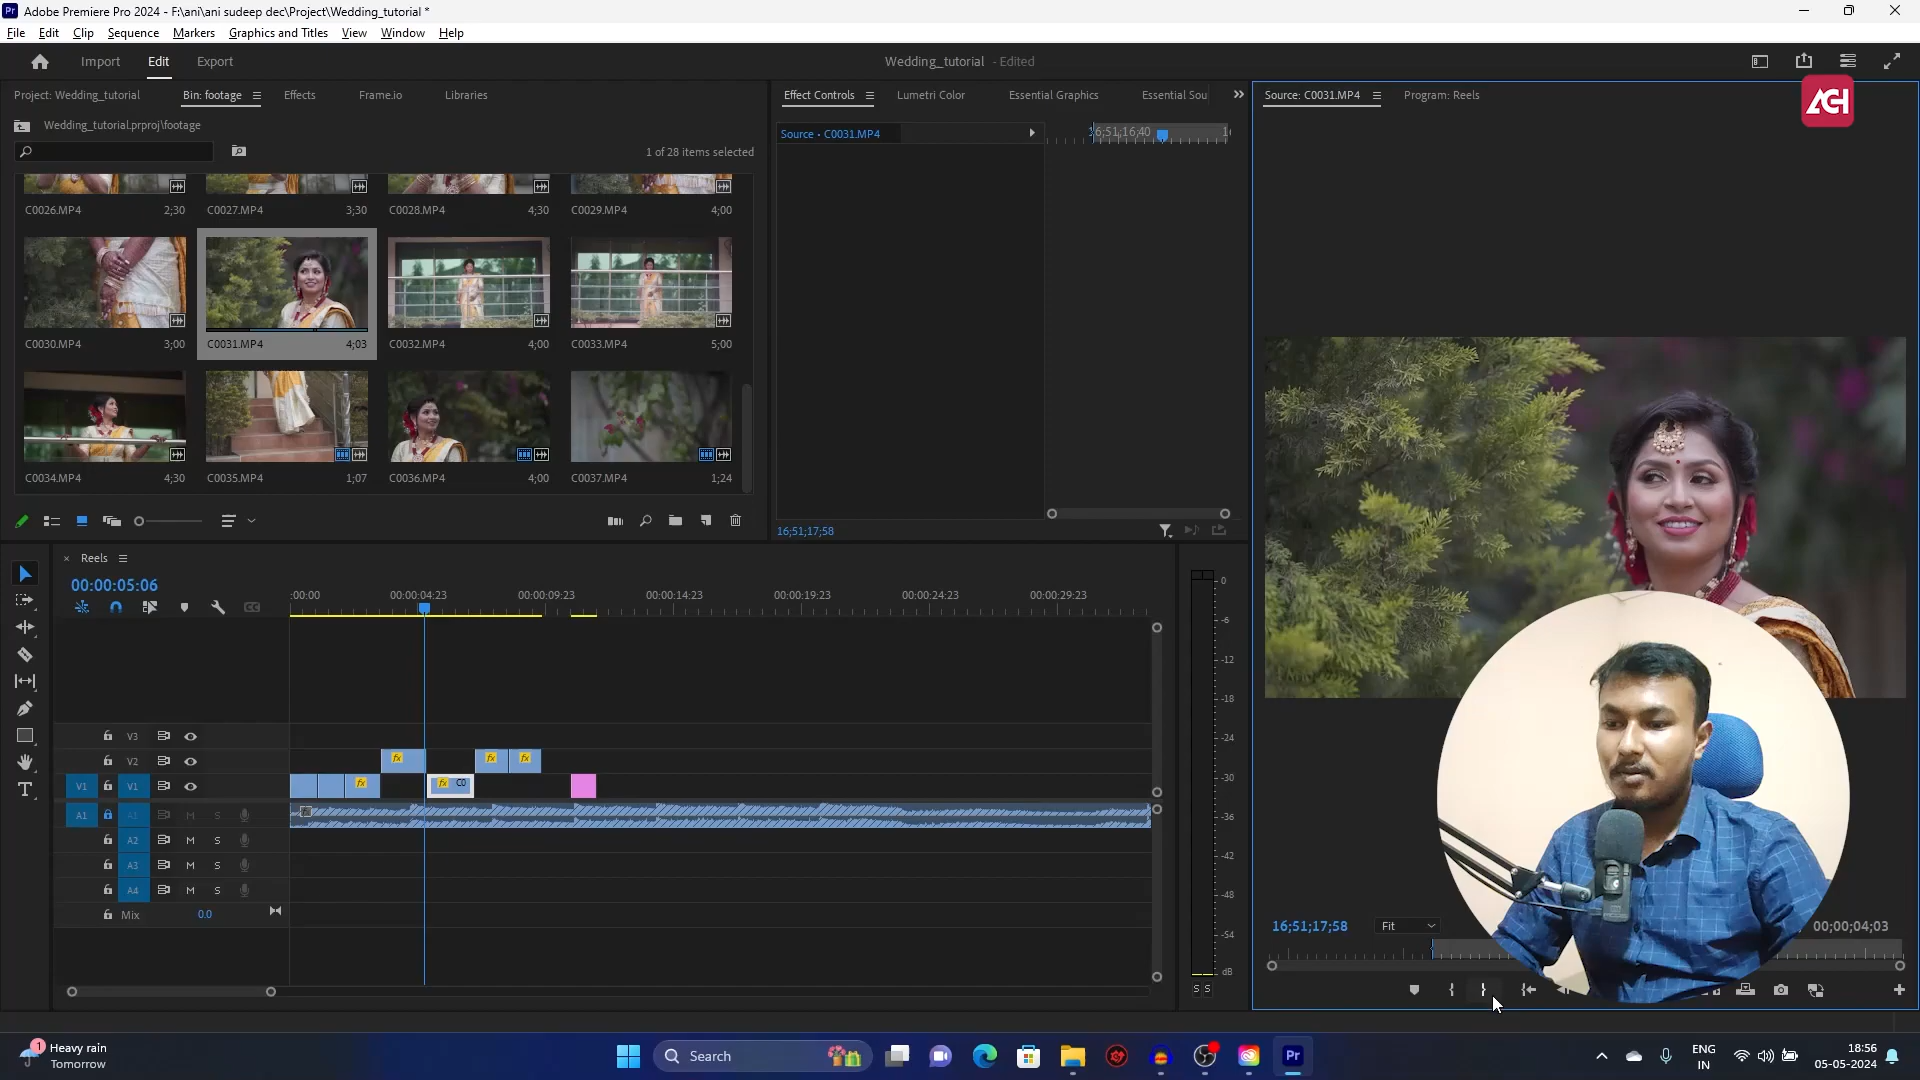 Adobe Premiere Pro 2024 - F:\ani\ani sudeep dec\Project\Wedding_tutorial *
File Edit Clip Sequence Markers Graphics and Titles View Window Help
Import Edit Export
Wedding_tutorial - Edited
Project: Wedding_tutorial Bin: footage Effects Frame.io Libraries
Effect Controls Lumetri Color Essential Graphics Essential Sou
Source: C0031.MP4 Program: Reels
ACI
Wedding_tutorial.prproj\footage
1 of 28 items selected
Source • C0031.MP4
16;51;16;40
C0026.MP4 2;30
C0027.MP4 3;30
C0028.MP4 4;30
C0029.MP4 4;00
C0030.MP4 3;00
C0031.MP4 4;03
C0032.MP4 4;00
C0033.MP4 5;00
C0034.MP4 4;30
C0035.MP4 1;07
C0036.MP4 4;00
C0037.MP4 1;24
16;51;17;58
Reels
00:00:05:06
:00:00 00:00:04:23 00:00:09:23 00:00:14:23 00:00:19:23 00:00:24:23 00:00:29:23
V3
V2 fx fx fx
V1 V1 fx fx C0
A1 A1 M S
A2 M S
A3 M S
A4 M S
Mix 0.0
0
-6
-12
-18
-24
-30
-36
-42
-48
-54
dB
S S
16;51;17;58 Fit 00;00;04;03
1
Heavy rain
Tomorrow
Search
Pr
ENG
IN
18:56
05-05-2024